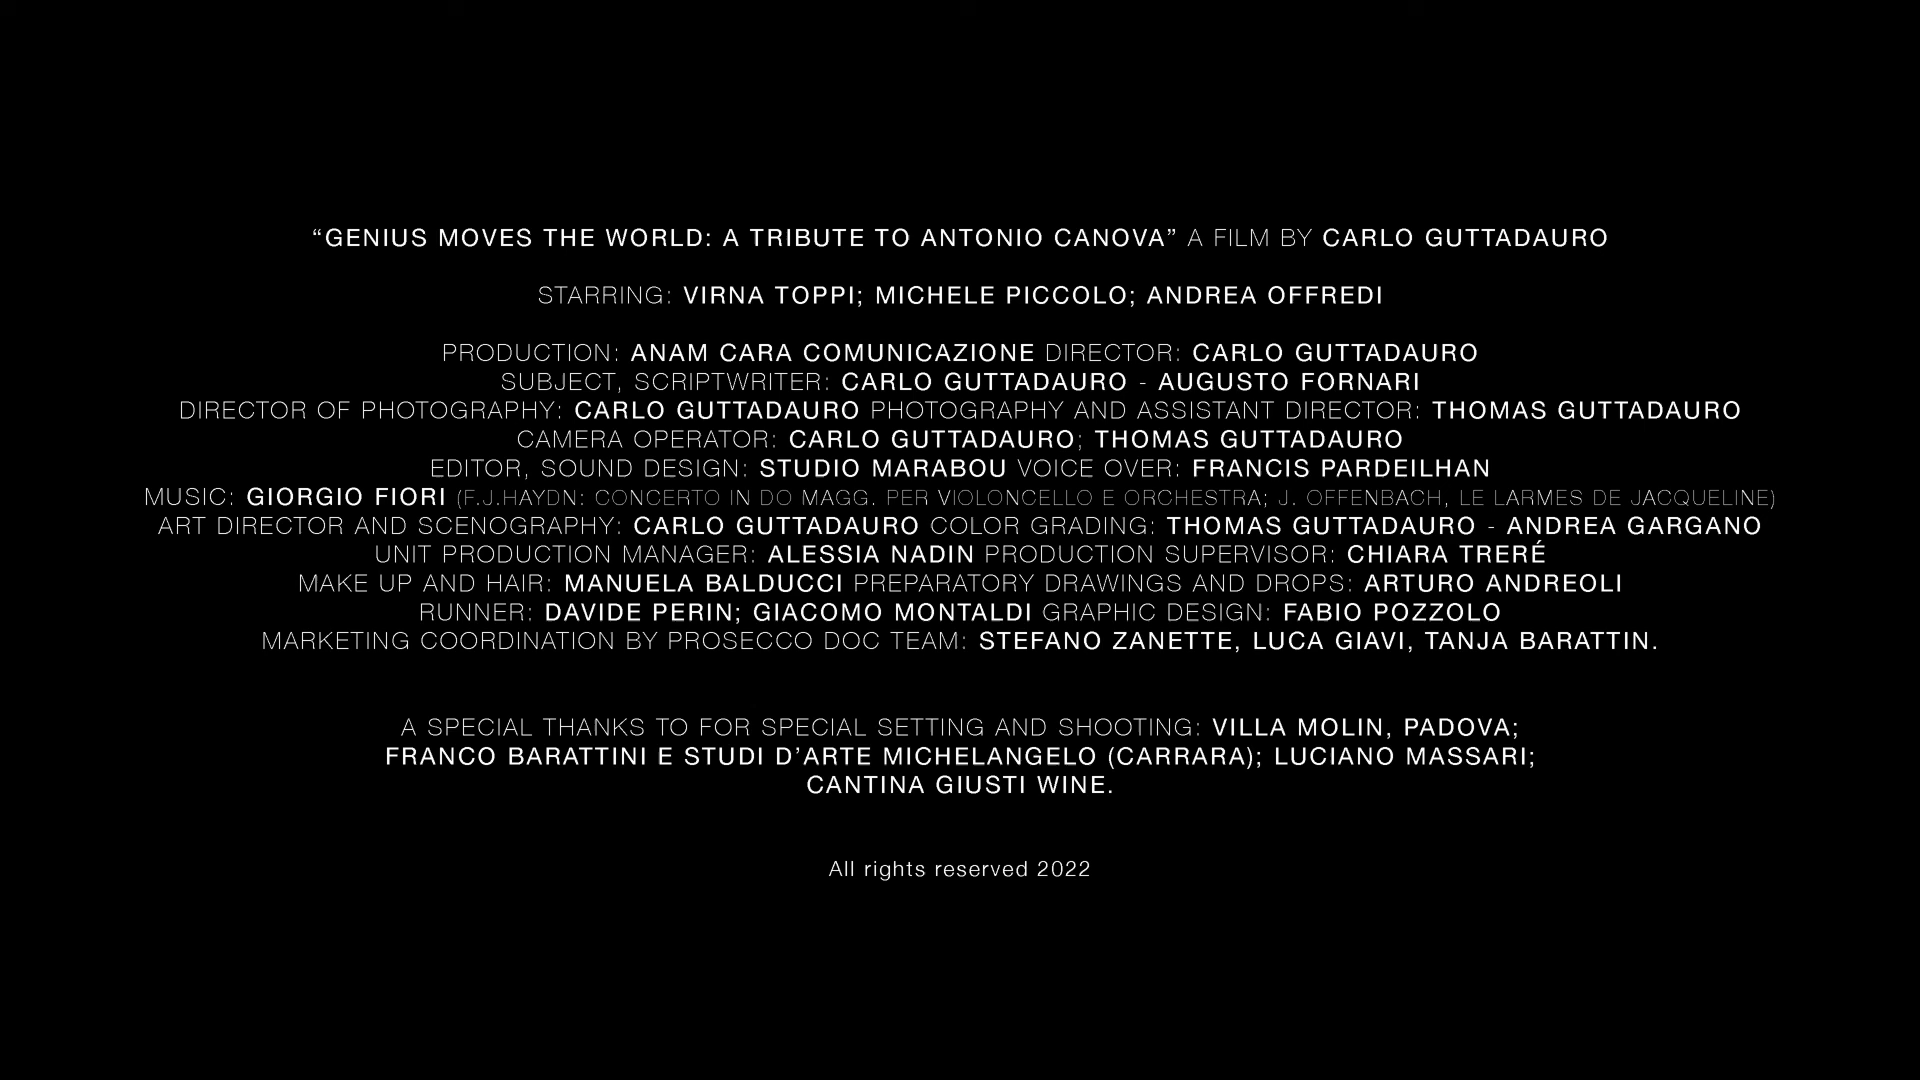 “GENIUS MOVES THE WORLD: A TRIBUTE TO ANTONIO CANOVA” A FILM BY CARLO GUTTADAURO
STARRING: VIRNA TOPPI; MICHELE PICCOLO; ANDREA OFFREDI
PRODUCTION: ANAM CARA COMUNICAZIONE DIRECTOR: CARLO GUTTADAURO
SUBJECT, SCRIPTWRITER: CARLO GUTTADAURO - AUGUSTO FORNARI
DIRECTOR OF PHOTOGRAPHY: CARLO GUTTADAURO PHOTOGRAPHY AND ASSISTANT DIRECTOR: THOMAS GUTTADAURO
CAMERA OPERATOR: CARLO GUTTADAURO; THOMAS GUTTADAURO
EDITOR, SOUND DESIGN: STUDIO MARABOU VOICE OVER: FRANCIS PARDEILHAN
MUSIC: GIORGIO FIORI (F.J.HAYDN: CONCERTO IN DO MAGG. PER VIOLONCELLO E ORCHESTRA; J. OFFENBACH, LE LARMES DE JACQUELINE)
ART DIRECTOR AND SCENOGRAPHY: CARLO GUTTADAURO COLOR GRADING: THOMAS GUTTADAURO - ANDREA GARGANO
UNIT PRODUCTION MANAGER: ALESSIA NADIN PRODUCTION SUPERVISOR: CHIARA TRERÉ
MAKE UP AND HAIR: MANUELA BALDUCCI PREPARATORY DRAWINGS AND DROPS: ARTURO ANDREOLI
RUNNER: DAVIDE PERIN; GIACOMO MONTALDI GRAPHIC DESIGN: FABIO POZZOLO
MARKETING COORDINATION BY PROSECCO DOC TEAM: STEFANO ZANETTE, LUCA GIAVI, TANJA BARATTIN.
A SPECIAL THANKS TO FOR SPECIAL SETTING AND SHOOTING: VILLA MOLIN, PADOVA;
FRANCO BARATTINI E STUDI D’ARTE MICHELANGELO (CARRARA); LUCIANO MASSARI;
CANTINA GIUSTI WINE.
All rights reserved 2022